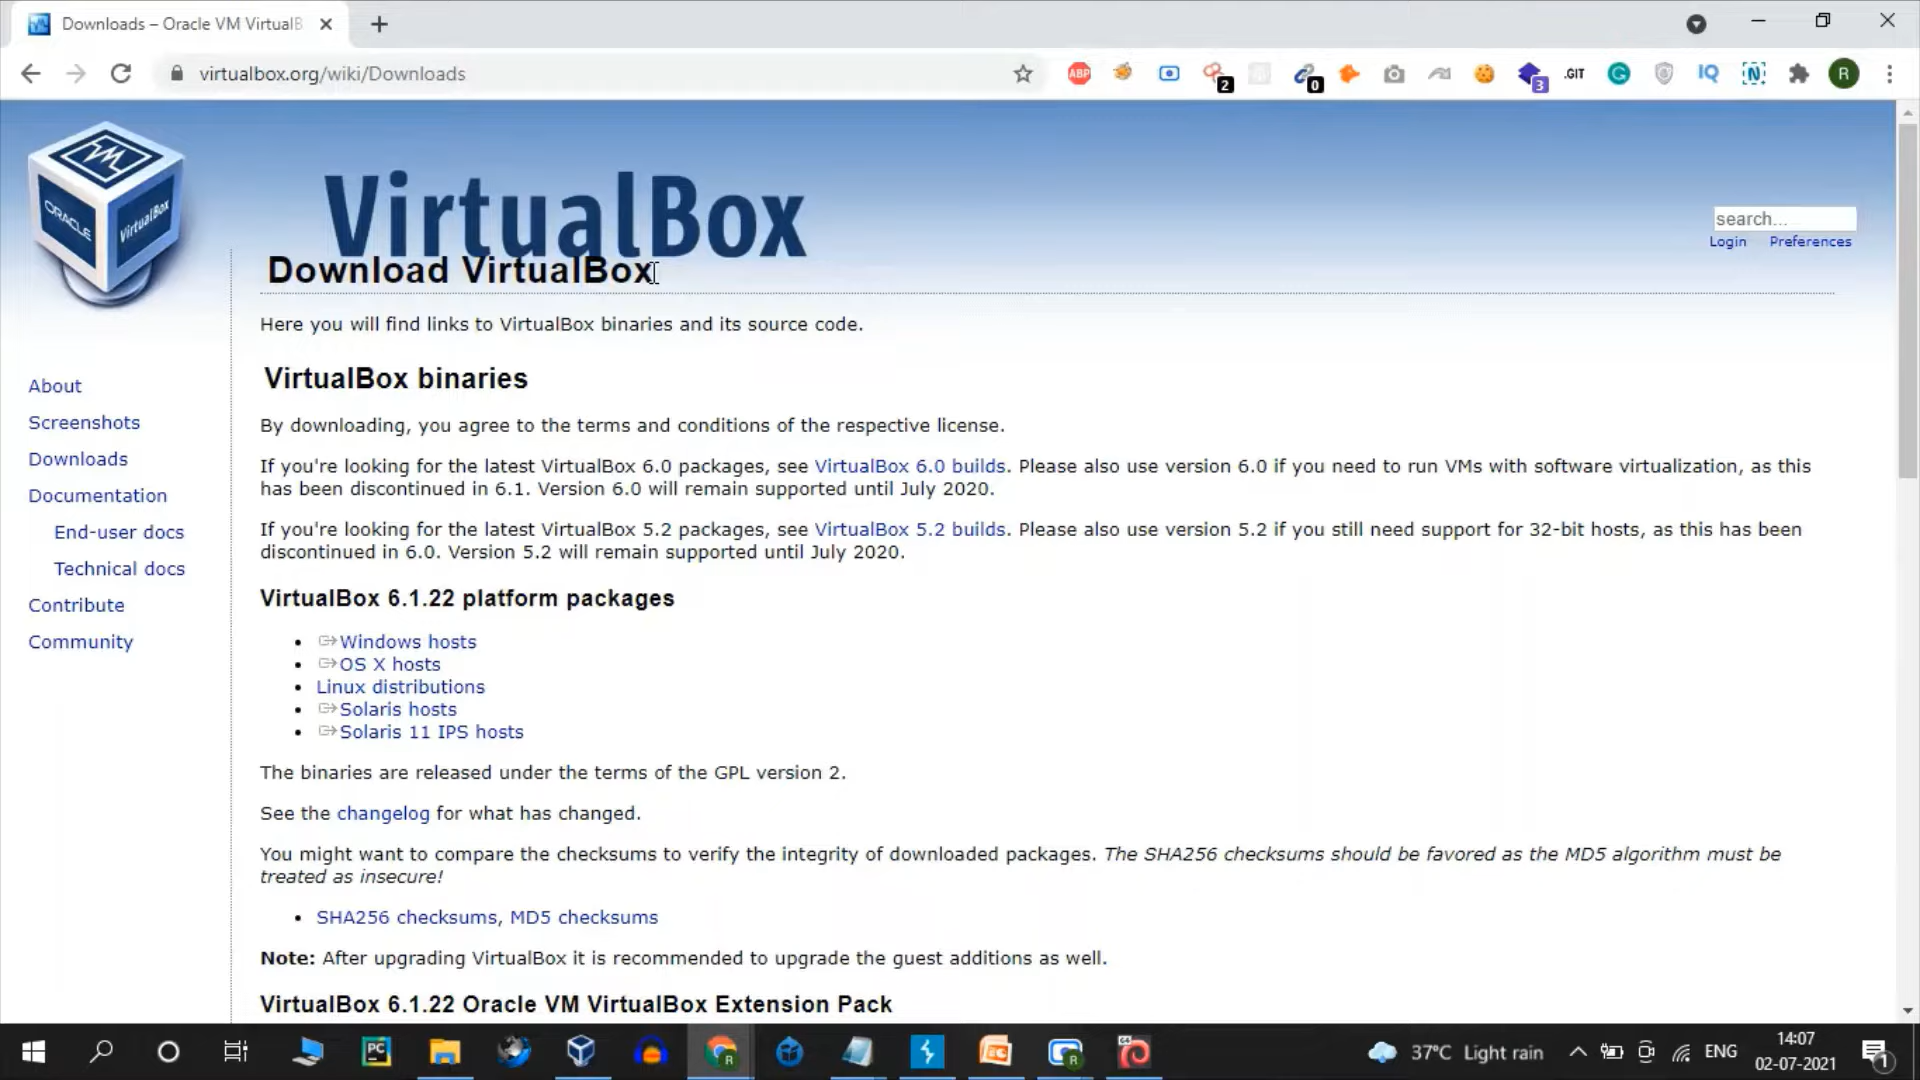 Downloads – Oracle VM VirtualB
virtualbox.org/wiki/Downloads
ABP
2
0
3
.GIT
G
IQ
N
R
VM
ORACLE
VirtualBox
VirtualBox
search...
Login Preferences
Download VirtualBox
Here you will find links to VirtualBox binaries and its source code.
VirtualBox binaries
About
Screenshots
Downloads
Documentation
End-user docs
Technical docs
Contribute
Community
By downloading, you agree to the terms and conditions of the respective license.
If you're looking for the latest VirtualBox 6.0 packages, see VirtualBox 6.0 builds. Please also use version 6.0 if you need to run VMs with software virtualization, as this
has been discontinued in 6.1. Version 6.0 will remain supported until July 2020.
If you're looking for the latest VirtualBox 5.2 packages, see VirtualBox 5.2 builds. Please also use version 5.2 if you still need support for 32-bit hosts, as this has been
discontinued in 6.0. Version 5.2 will remain supported until July 2020.
VirtualBox 6.1.22 platform packages
• Windows hosts
• OS X hosts
• Linux distributions
• Solaris hosts
• Solaris 11 IPS hosts
The binaries are released under the terms of the GPL version 2.
See the changelog for what has changed.
You might want to compare the checksums to verify the integrity of downloaded packages. The SHA256 checksums should be favored as the MD5 algorithm must be
treated as insecure!
• SHA256 checksums, MD5 checksums
Note: After upgrading VirtualBox it is recommended to upgrade the guest additions as well.
VirtualBox 6.1.22 Oracle VM VirtualBox Extension Pack
PC
R
R
64
37°C Light rain
ENG
14:07
02-07-2021
1